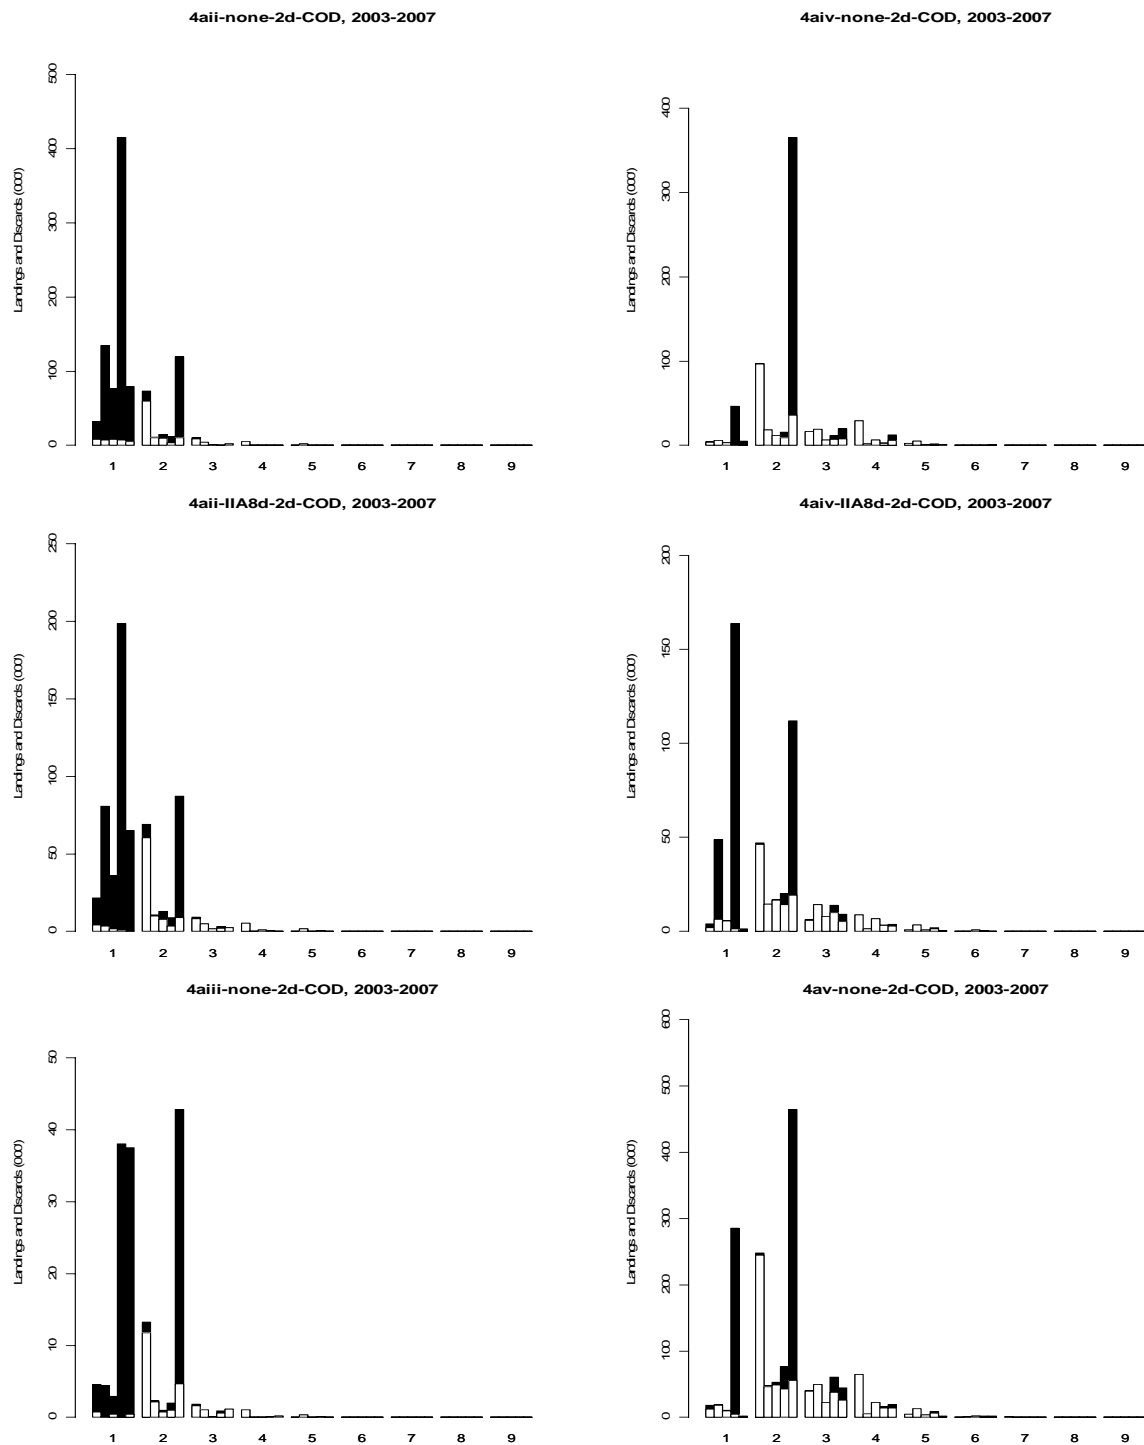 4aii-none-2d-COD, 2003-2007
Landings and Discards (000')
500
400
300
200
100
0
1 2 3 4 5 6 7 8 9
4aiv-none-2d-COD, 2003-2007
Landings and Discards (000')
400
300
200
100
0
1 2 3 4 5 6 7 8 9
4aii-IIA8d-2d-COD, 2003-2007
Landings and Discards (000')
250
200
150
100
50
0
1 2 3 4 5 6 7 8 9
4aiv-IIA8d-2d-COD, 2003-2007
Landings and Discards (000')
200
150
100
50
0
1 2 3 4 5 6 7 8 9
4aiii-none-2d-COD, 2003-2007
Landings and Discards (000')
50
40
30
20
10
0
1 2 3 4 5 6 7 8 9
4av-none-2d-COD, 2003-2007
Landings and Discards (000')
600
500
400
300
200
100
0
1 2 3 4 5 6 7 8 9